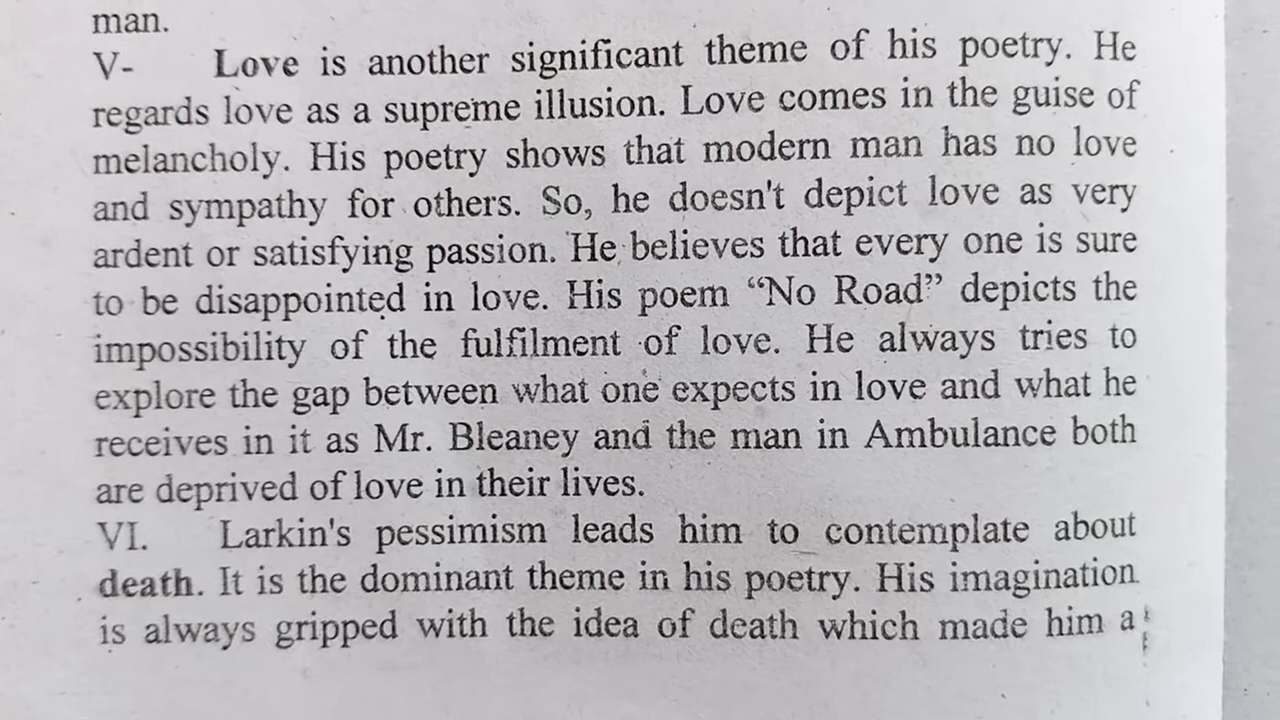 man.
V- Love is another significant theme of his poetry. He
regards love as a supreme illusion. Love comes in the guise of
melancholy. His poetry shows that modern man has no love
and sympathy for others. So, he doesn't depict love as very
ardent or satisfying passion. He believes that every one is sure
to be disappointed in love. His poem “No Road” depicts the
impossibility of the fulfilment of love. He always tries to
explore the gap between what one expects in love and what he
receives in it as Mr. Bleaney and the man in Ambulance both
are deprived of love in their lives.
VI. Larkin's pessimism leads him to contemplate about
death. It is the dominant theme in his poetry. His imagination
is always gripped with the idea of death which made him a